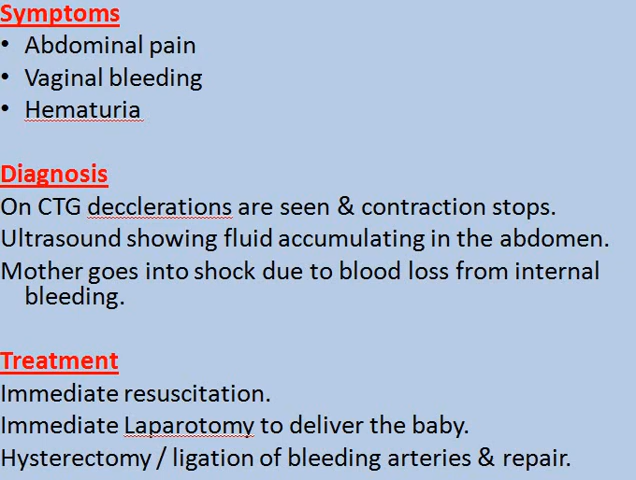 Symptoms
• Abdominal pain
• Vaginal bleeding
• Hematuria
Diagnosis
On CTG decclerations are seen & contraction stops.
Ultrasound showing fluid accumulating in the abdomen.
Mother goes into shock due to blood loss from internal
bleeding.
Treatment
Immediate resuscitation.
Immediate Laparotomy to deliver the baby.
Hysterectomy / ligation of bleeding arteries & repair.